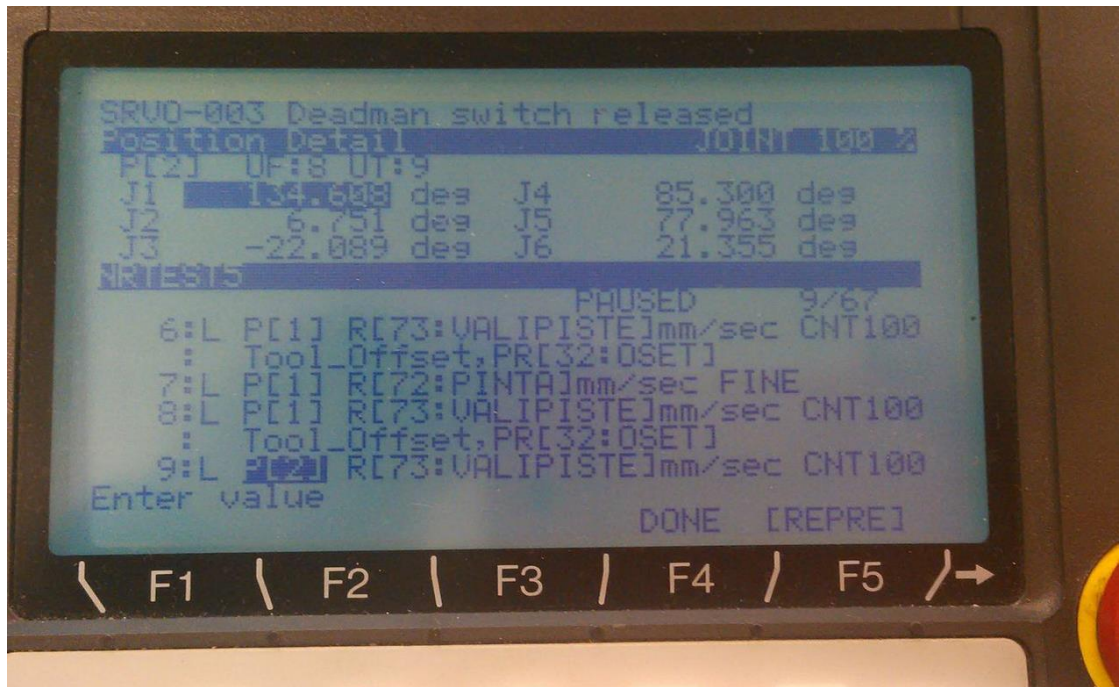 SRVO-003 Deadman switch released
Position Detail JOINT 100 %
P[2] UF:8 UT:9
J1 134.608 deg J4 85.300 deg
J2 6.751 deg J5 77.963 deg
J3 -22.089 deg J6 21.355 deg
NRTEST5
PAUSED 9/67
6:L P[1] R[73:VALIPISTE]mm/sec CNT100
: Tool_Offset,PR[32:OSET]
7:L P[1] R[72:PINTA]mm/sec FINE
8:L P[1] R[73:VALIPISTE]mm/sec CNT100
: Tool_Offset,PR[32:OSET]
9:L P[2] R[73:VALIPISTE]mm/sec CNT100
Enter value
DONE [REPRE]
F1 F2 F3 F4 F5 →